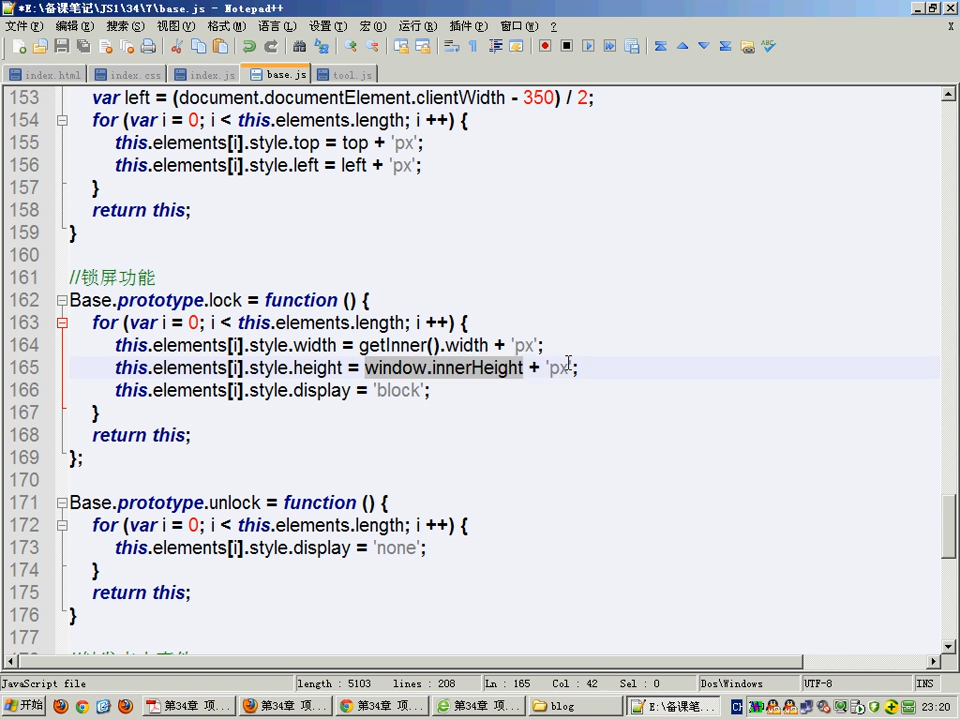 *E:\备课笔记\JS1\34\7\base.js - Notepad++
文件(F) 编辑(E) 搜索(S) 视图(V) 格式(M) 语言(L) 设置(T) 宏(O) 运行(R) 插件(P) 窗口(W) ? X
index.html index.css index.js base.js tool.js
153 var left = (document.documentElement.clientWidth - 350) / 2;
154 for (var i = 0; i < this.elements.length; i ++) {
155 this.elements[i].style.top = top + 'px';
156 this.elements[i].style.left = left + 'px';
157 }
158 return this;
159 }
160
161 //锁屏功能
162 Base.prototype.lock = function () {
163 for (var i = 0; i < this.elements.length; i ++) {
164 this.elements[i].style.width = getInner().width + 'px';
165 this.elements[i].style.height = window.innerHeight + 'px';
166 this.elements[i].style.display = 'block';
167 }
168 return this;
169 };
170
171 Base.prototype.unlock = function () {
172 for (var i = 0; i < this.elements.length; i ++) {
173 this.elements[i].style.display = 'none';
174 }
175 return this;
176 }
177
JavaScript file length : 5103 lines : 208 Ln : 165 Col : 42 Sel : 0 Dos\Windows UTF-8 INS
开始 第34章 项... 第34章 项... 第34章 项... 第34章 项... blog *E:\备课笔... CH 23:20